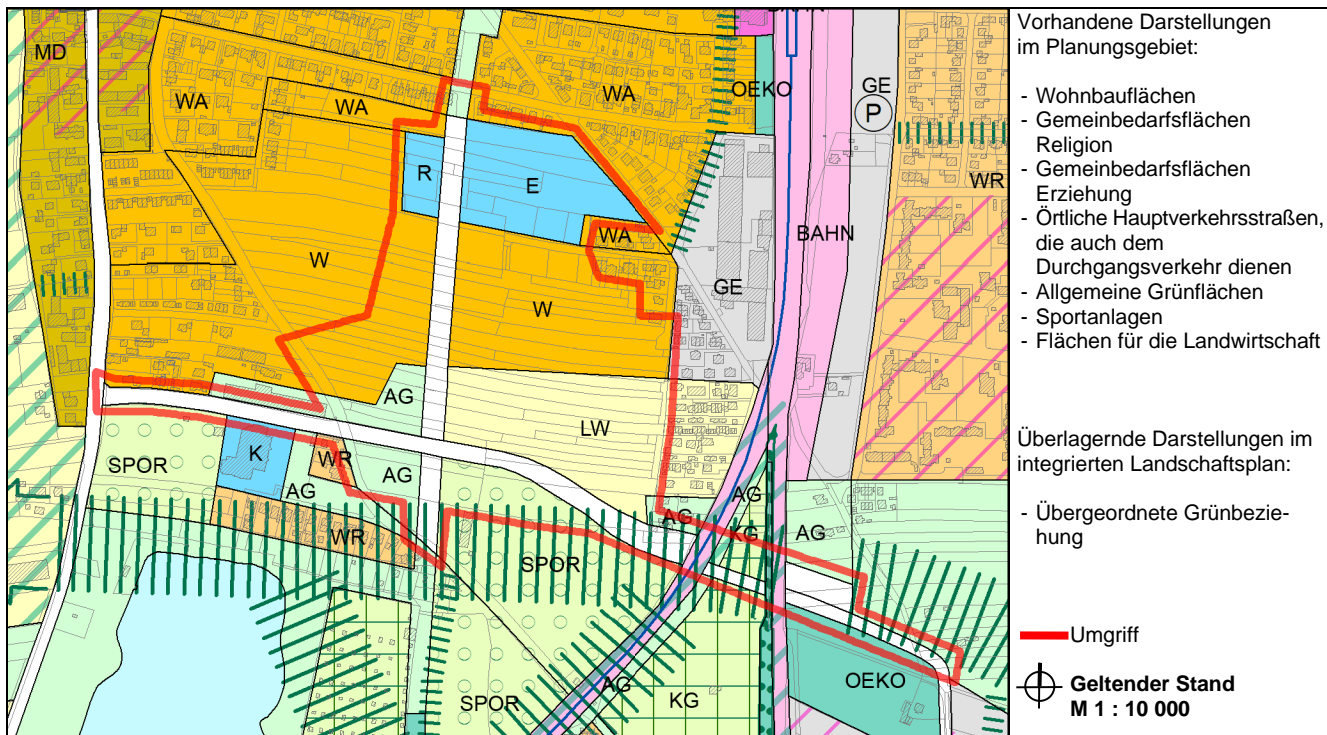 BAHN
MD
WA
WA
WA
OEKO
GE
P
WR
R
E
WA
BAHN
W
GE
W
AG
LW
K
WR
AG
SPOR
AG
WR
AG
AG
KG
AG
SPOR
OEKO
SPOR
AG
KG
Vorhandene Darstellungen
im Planungsgebiet:
- Wohnbauflächen
- Gemeinbedarfsflächen
Religion
- Gemeinbedarfsflächen
Erziehung
- Örtliche Hauptverkehrsstraßen,
die auch dem
Durchgangsverkehr dienen
- Allgemeine Grünflächen
- Sportanlagen
- Flächen für die Landwirtschaft
Überlagernde Darstellungen im
integrierten Landschaftsplan:
- Übergeordnete Grünbezie-
hung
Umgriff
Geltender Stand
M 1 : 10 000